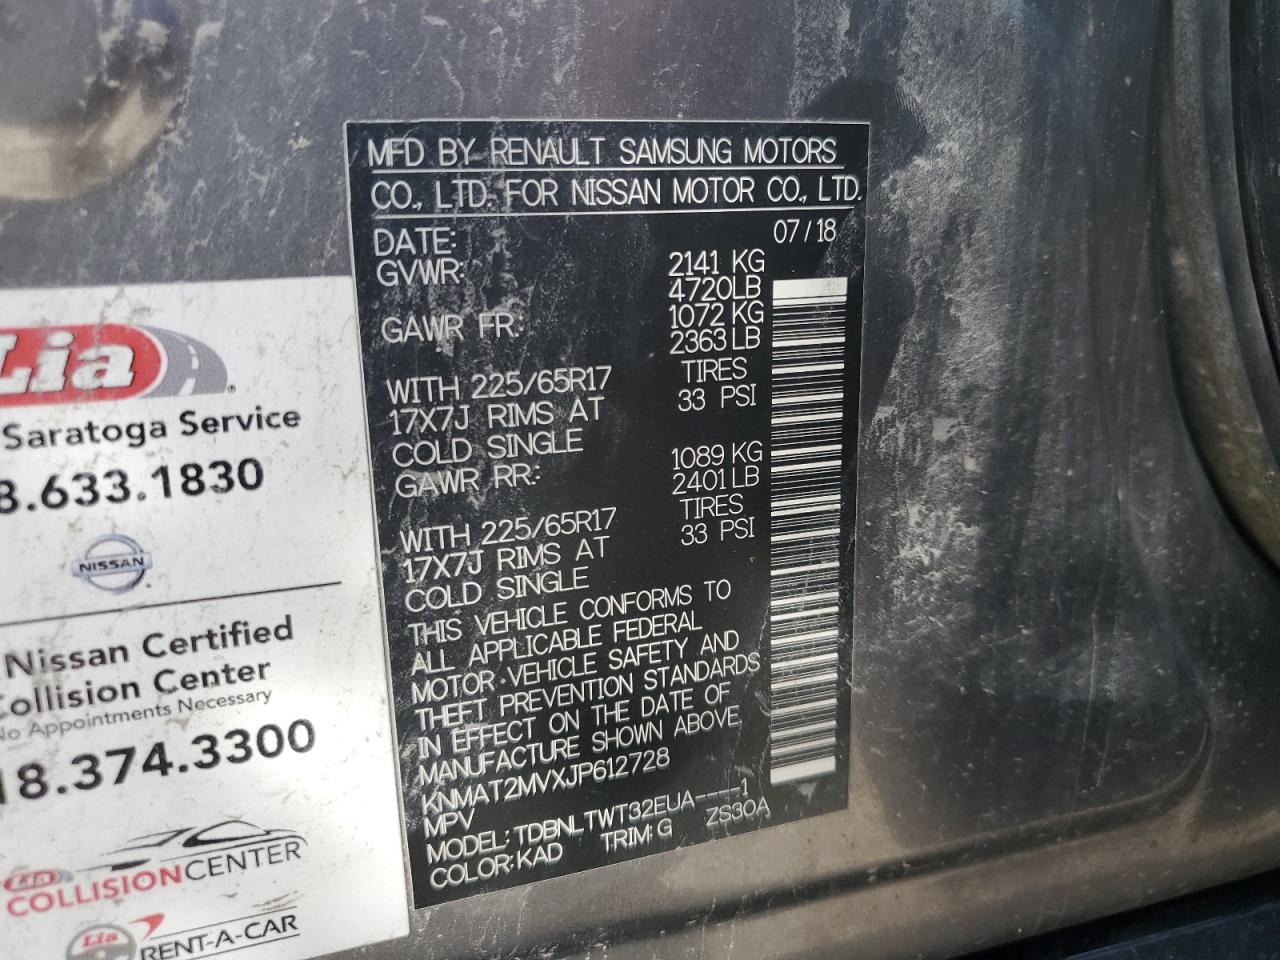 MFD BY RENAULT SAMSUNG MOTORS
CO., LTD. FOR NISSAN MOTOR CO., LTD.
DATE: 07/18
GVWR: 2141 KG
4720LB
GAWR FR: 1072 KG
2363LB
WITH 225/65R17 TIRES
17X7J RIMS AT 33 PSI
COLD SINGLE
GAWR RR: 1089 KG
2401LB
WITH 225/65R17 TIRES
17X7J RIMS AT 33 PSI
COLD SINGLE
THIS VEHICLE CONFORMS TO
ALL APPLICABLE FEDERAL
MOTOR VEHICLE SAFETY AND
THEFT PREVENTION STANDARDS
IN EFFECT ON THE DATE OF
MANUFACTURE SHOWN ABOVE.
KNMAT2MVXJP612728
MPV
MODEL: TDBNLTWT32EUA----1
COLOR: KAD TRIM: G ZS30A
Lia
Saratoga Service
8.633.1830
NISSAN
Nissan Certified
Collision Center
No Appointments Necessary
18.374.3300
Lia
COLLISIONCENTER
Lia
RENT-A-CAR